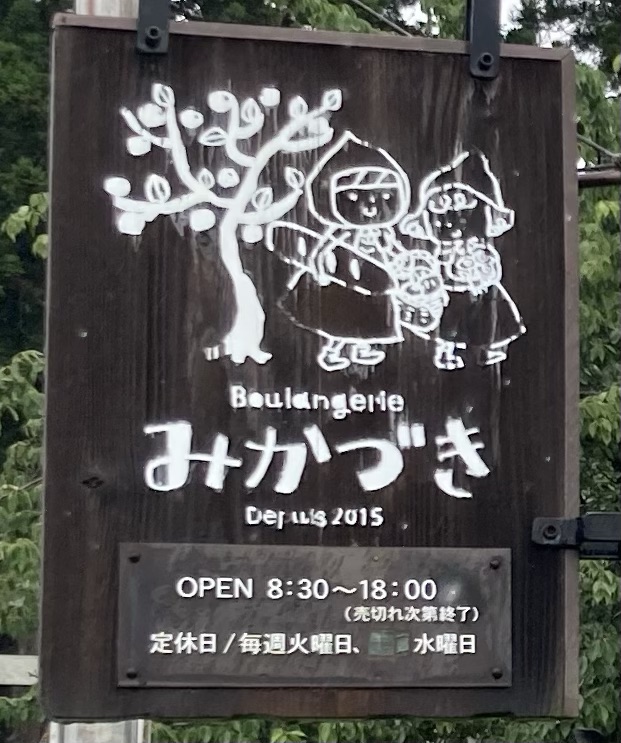 Boulangerie
みかづき
Depuis 2015
OPEN 8:30〜18:00
(売切れ次第終了)
定休日/毎週火曜日、水曜日